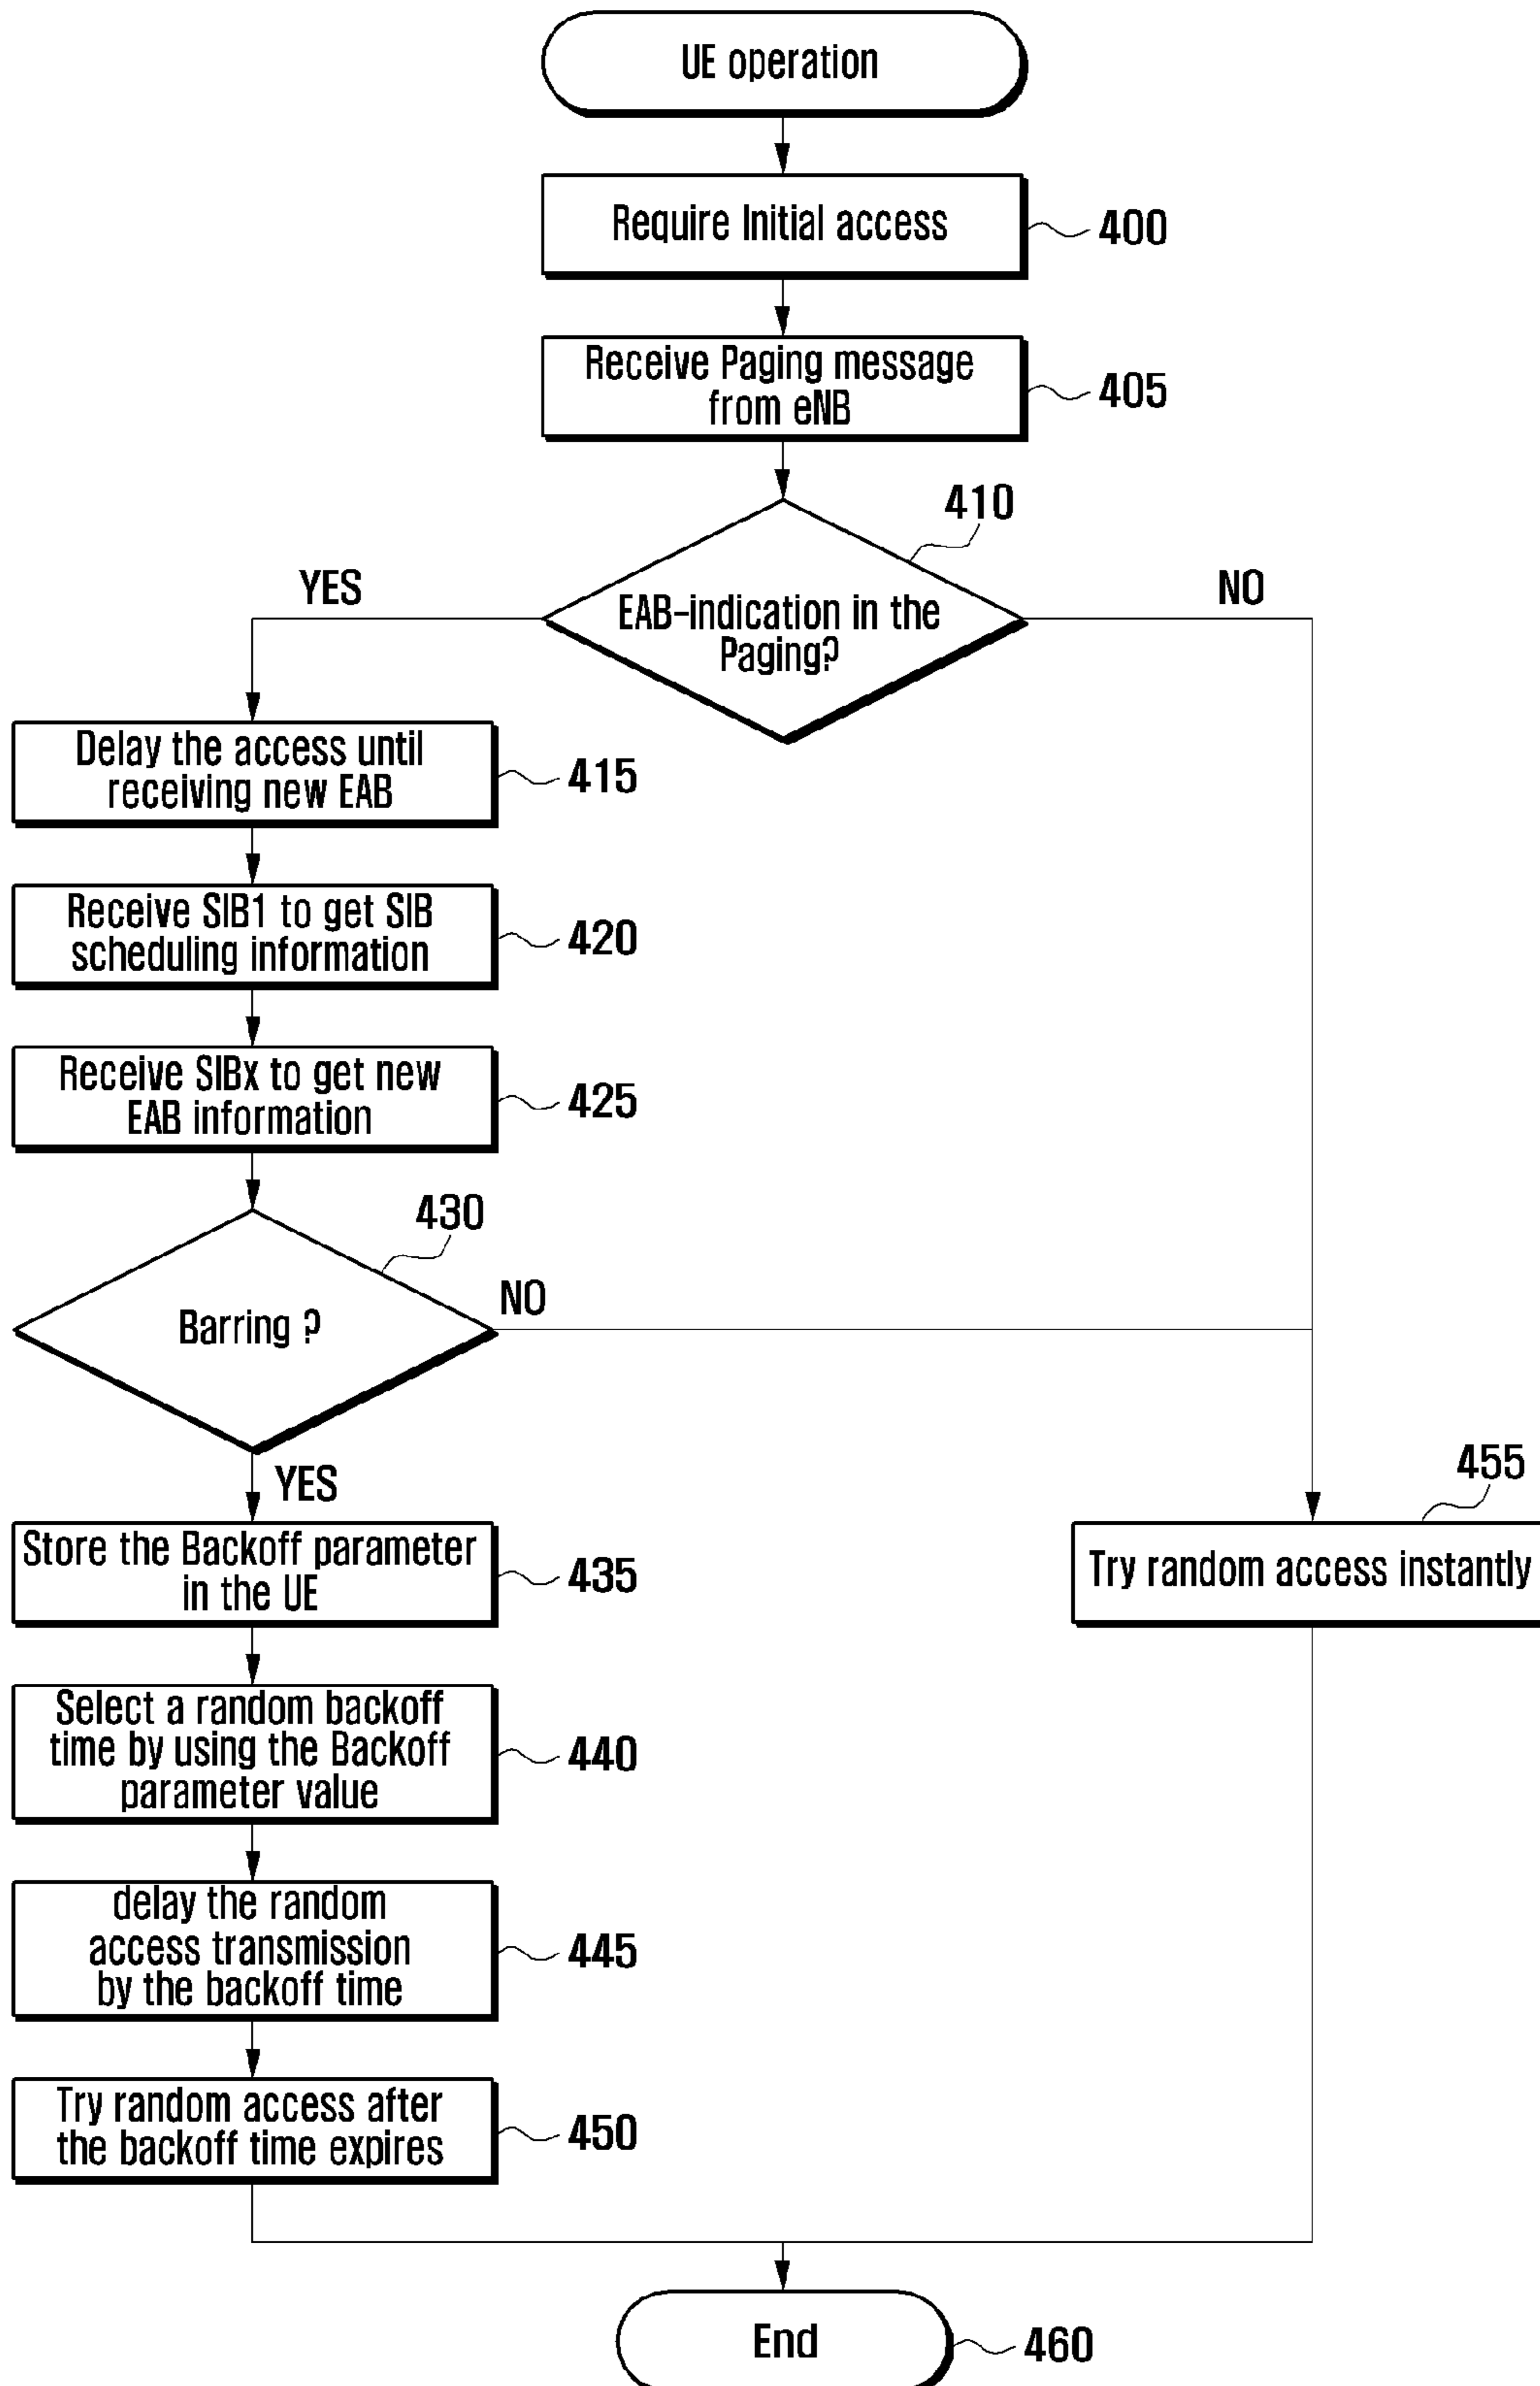 UE operation
Require Initial access
400
Receive Paging message
from eNB
405
410
EAB-indication in the
Paging?
YES
NO
Delay the access until
receiving new EAB
415
Receive SIB1 to get SIB
scheduling information
420
Receive SIBx to get new
EAB information
425
430
Barring ?
NO
YES
Store the Backoff parameter
in the UE
435
455
Try random access instantly
Select a random backoff
time by using the Backoff
parameter value
440
delay the random
access transmission
by the backoff time
445
Try random access after
the backoff time expires
450
End
460